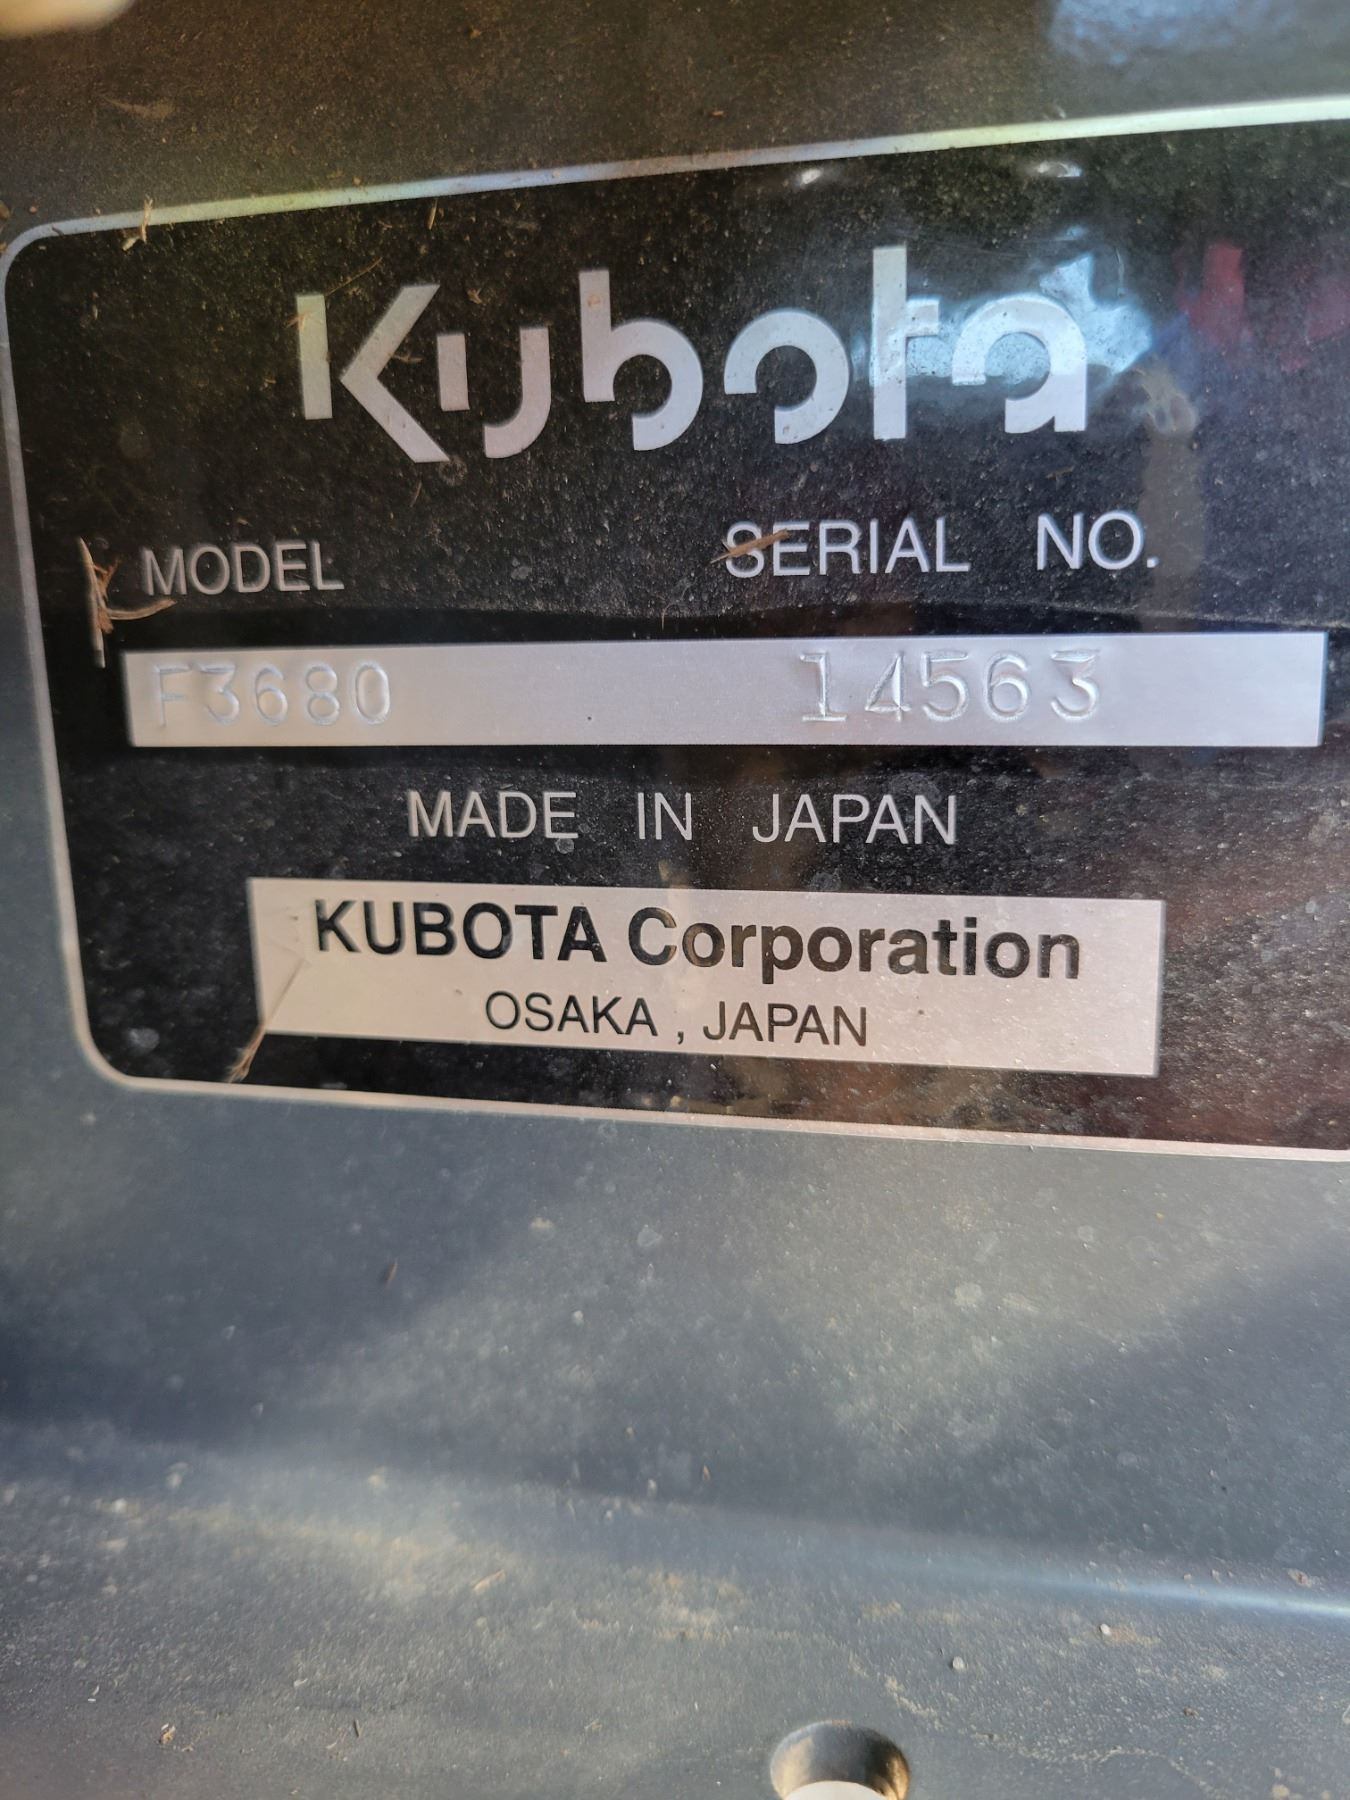 Kubota
MODEL SERIAL NO.
F3680 14563
MADE IN JAPAN
KUBOTA Corporation
OSAKA , JAPAN